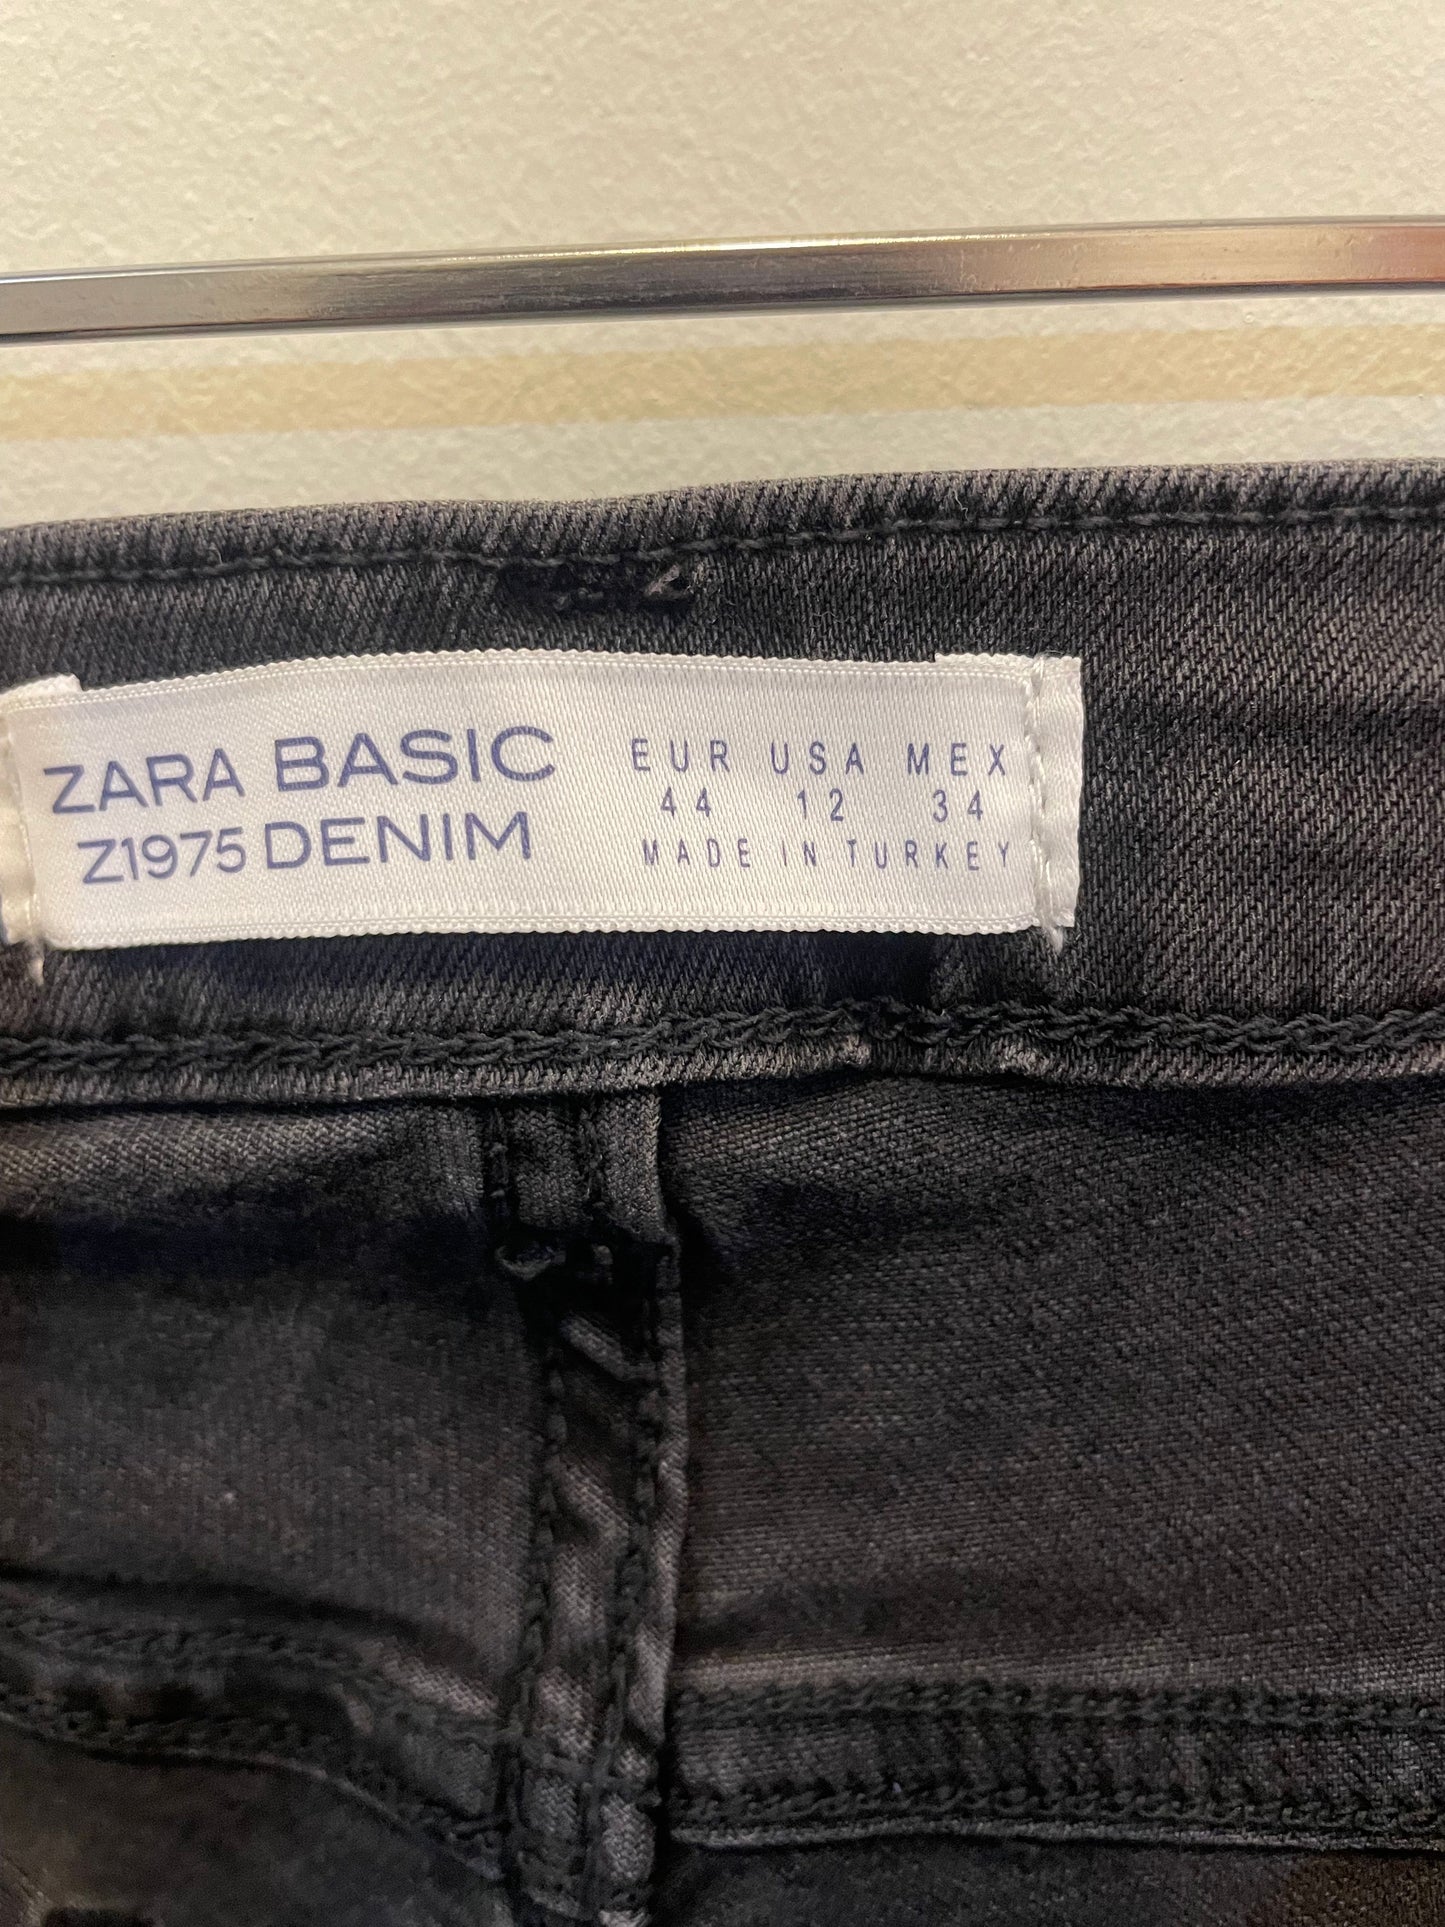 ZARA BASIC
Z1975 DENIM
EUR USA MEX
44 12 34
MADE IN TURKEY